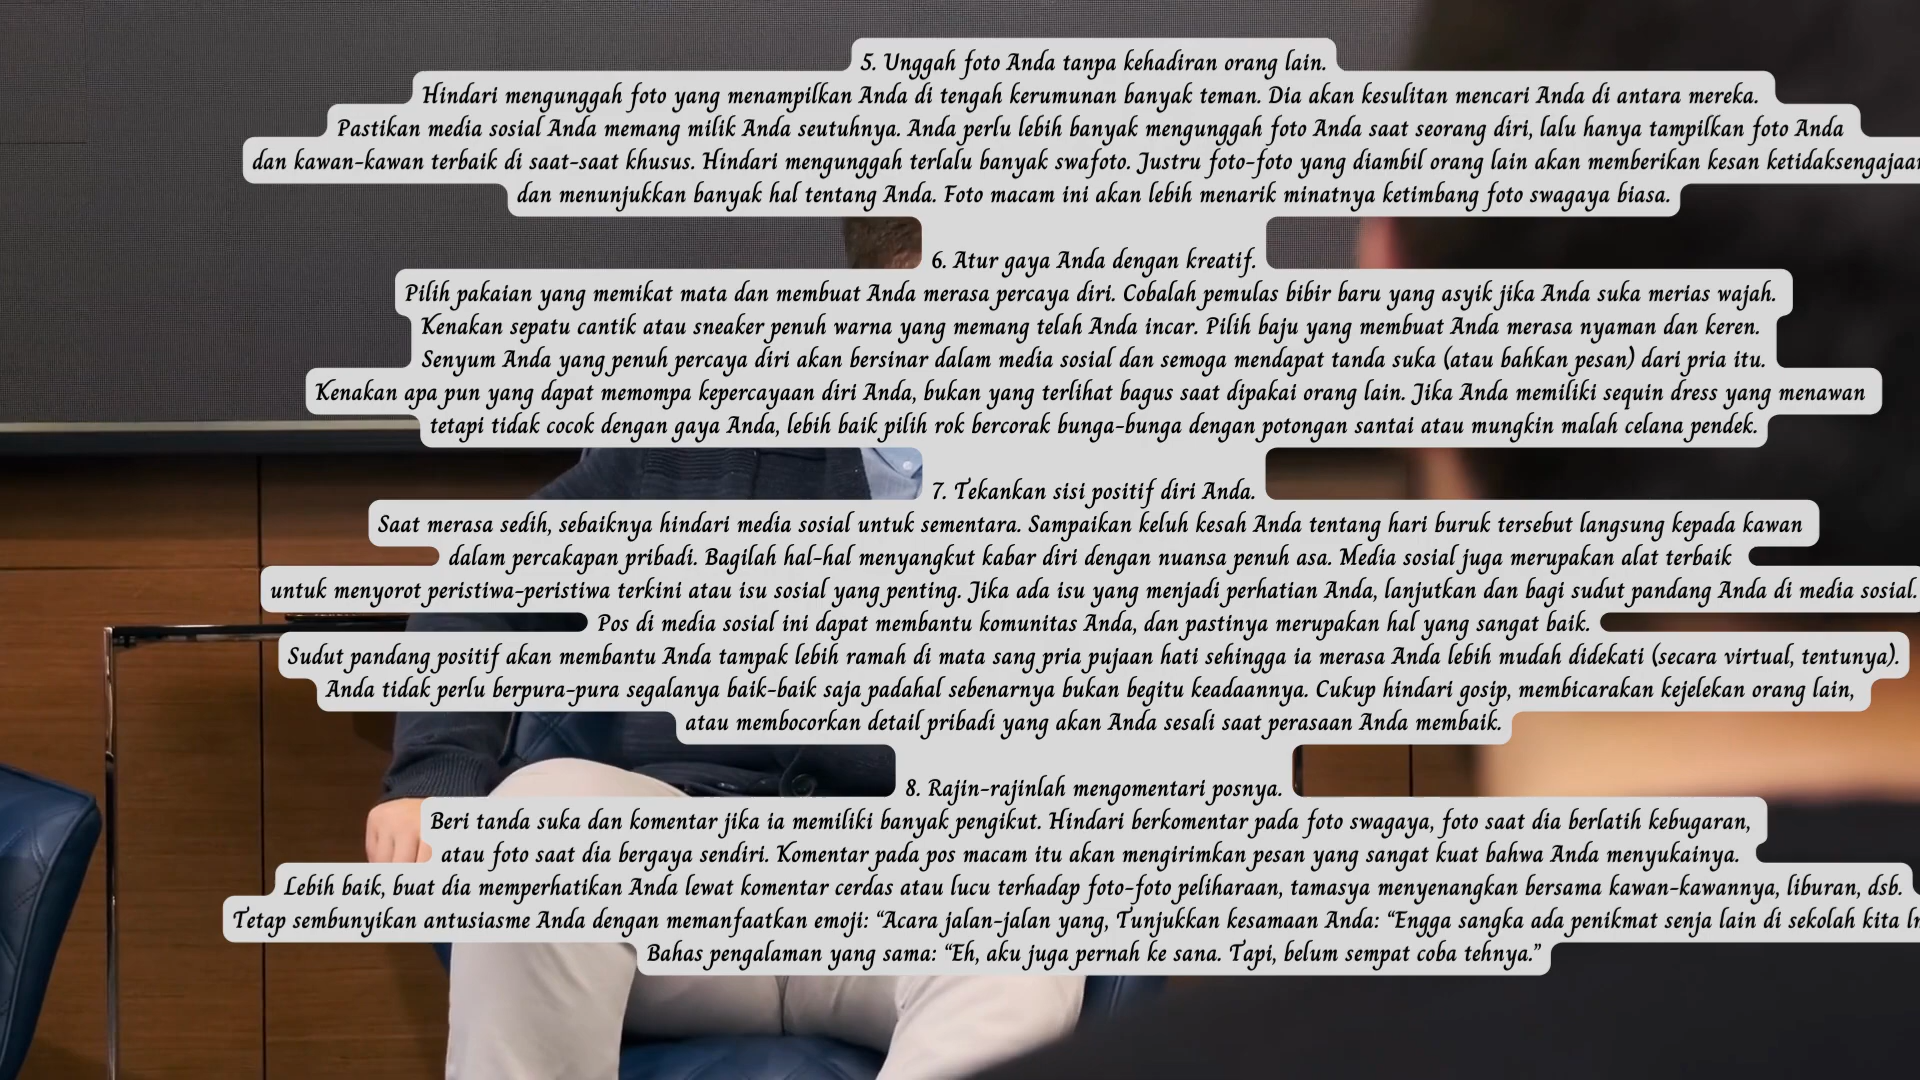 5. Unggah foto Anda tanpa kehadiran orang lain.
Hindari mengunggah foto yang menampilkan Anda di tengah kerumunan banyak teman. Dia akan kesulitan mencari Anda di antara mereka.
Pastikan media sosial Anda memang milik Anda seutuhnya. Anda perlu lebih banyak mengunggah foto Anda saat seorang diri, lalu hanya tampilkan foto Anda
dan kawan-kawan terbaik di saat-saat khusus. Hindari mengunggah terlalu banyak swafoto. Justru foto-foto yang diambil orang lain akan memberikan kesan ketidaksengajaan
dan menunjukkan banyak hal tentang Anda. Foto macam ini akan lebih menarik minatnya ketimbang foto swagaya biasa.
6. Atur gaya Anda dengan kreatif.
Pilih pakaian yang memikat mata dan membuat Anda merasa percaya diri. Cobalah pemulas bibir baru yang asyik jika Anda suka merias wajah.
Kenakan sepatu cantik atau sneaker penuh warna yang memang telah Anda incar. Pilih baju yang membuat Anda merasa nyaman dan keren.
Senyum Anda yang penuh percaya diri akan bersinar dalam media sosial dan semoga mendapat tanda suka (atau bahkan pesan) dari pria itu.
Kenakan apa pun yang dapat memompa kepercayaan diri Anda, bukan yang terlihat bagus saat dipakai orang lain. Jika Anda memiliki sequin dress yang menawan
tetapi tidak cocok dengan gaya Anda, lebih baik pilih rok bercorak bunga-bunga dengan potongan santai atau mungkin malah celana pendek.
7. Tekankan sisi positif diri Anda.
Saat merasa sedih, sebaiknya hindari media sosial untuk sementara. Sampaikan keluh kesah Anda tentang hari buruk tersebut langsung kepada kawan
dalam percakapan pribadi. Bagilah hal-hal menyangkut kabar diri dengan nuansa penuh asa. Media sosial juga merupakan alat terbaik
untuk menyorot peristiwa-peristiwa terkini atau isu sosial yang penting. Jika ada isu yang menjadi perhatian Anda, lanjutkan dan bagi sudut pandang Anda di media sosial.
Pos di media sosial ini dapat membantu komunitas Anda, dan pastinya merupakan hal yang sangat baik.
Sudut pandang positif akan membantu Anda tampak lebih ramah di mata sang pria pujaan hati sehingga ia merasa Anda lebih mudah didekati (secara virtual, tentunya).
Anda tidak perlu berpura-pura segalanya baik-baik saja padahal sebenarnya bukan begitu keadaannya. Cukup hindari gosip, membicarakan kejelekan orang lain,
atau membocorkan detail pribadi yang akan Anda sesali saat perasaan Anda membaik.
8. Rajin-rajinlah mengomentari posnya.
Beri tanda suka dan komentar jika ia memiliki banyak pengikut. Hindari berkomentar pada foto swagaya, foto saat dia berlatih kebugaran,
atau foto saat dia bergaya sendiri. Komentar pada pos macam itu akan mengirimkan pesan yang sangat kuat bahwa Anda menyukainya.
Lebih baik, buat dia memperhatikan Anda lewat komentar cerdas atau lucu terhadap foto-foto peliharaan, tamasya menyenangkan bersama kawan-kawannya, liburan, dsb.
Tetap sembunyikan antusiasme Anda dengan memanfaatkan emoji: “Acara jalan-jalan yang, Tunjukkan kesamaan Anda: “Engga sangka ada penikmat senja lain di sekolah kita
Bahas pengalaman yang sama: “Eh, aku juga pernah ke sana. Tapi, belum sempat coba tehnya.”